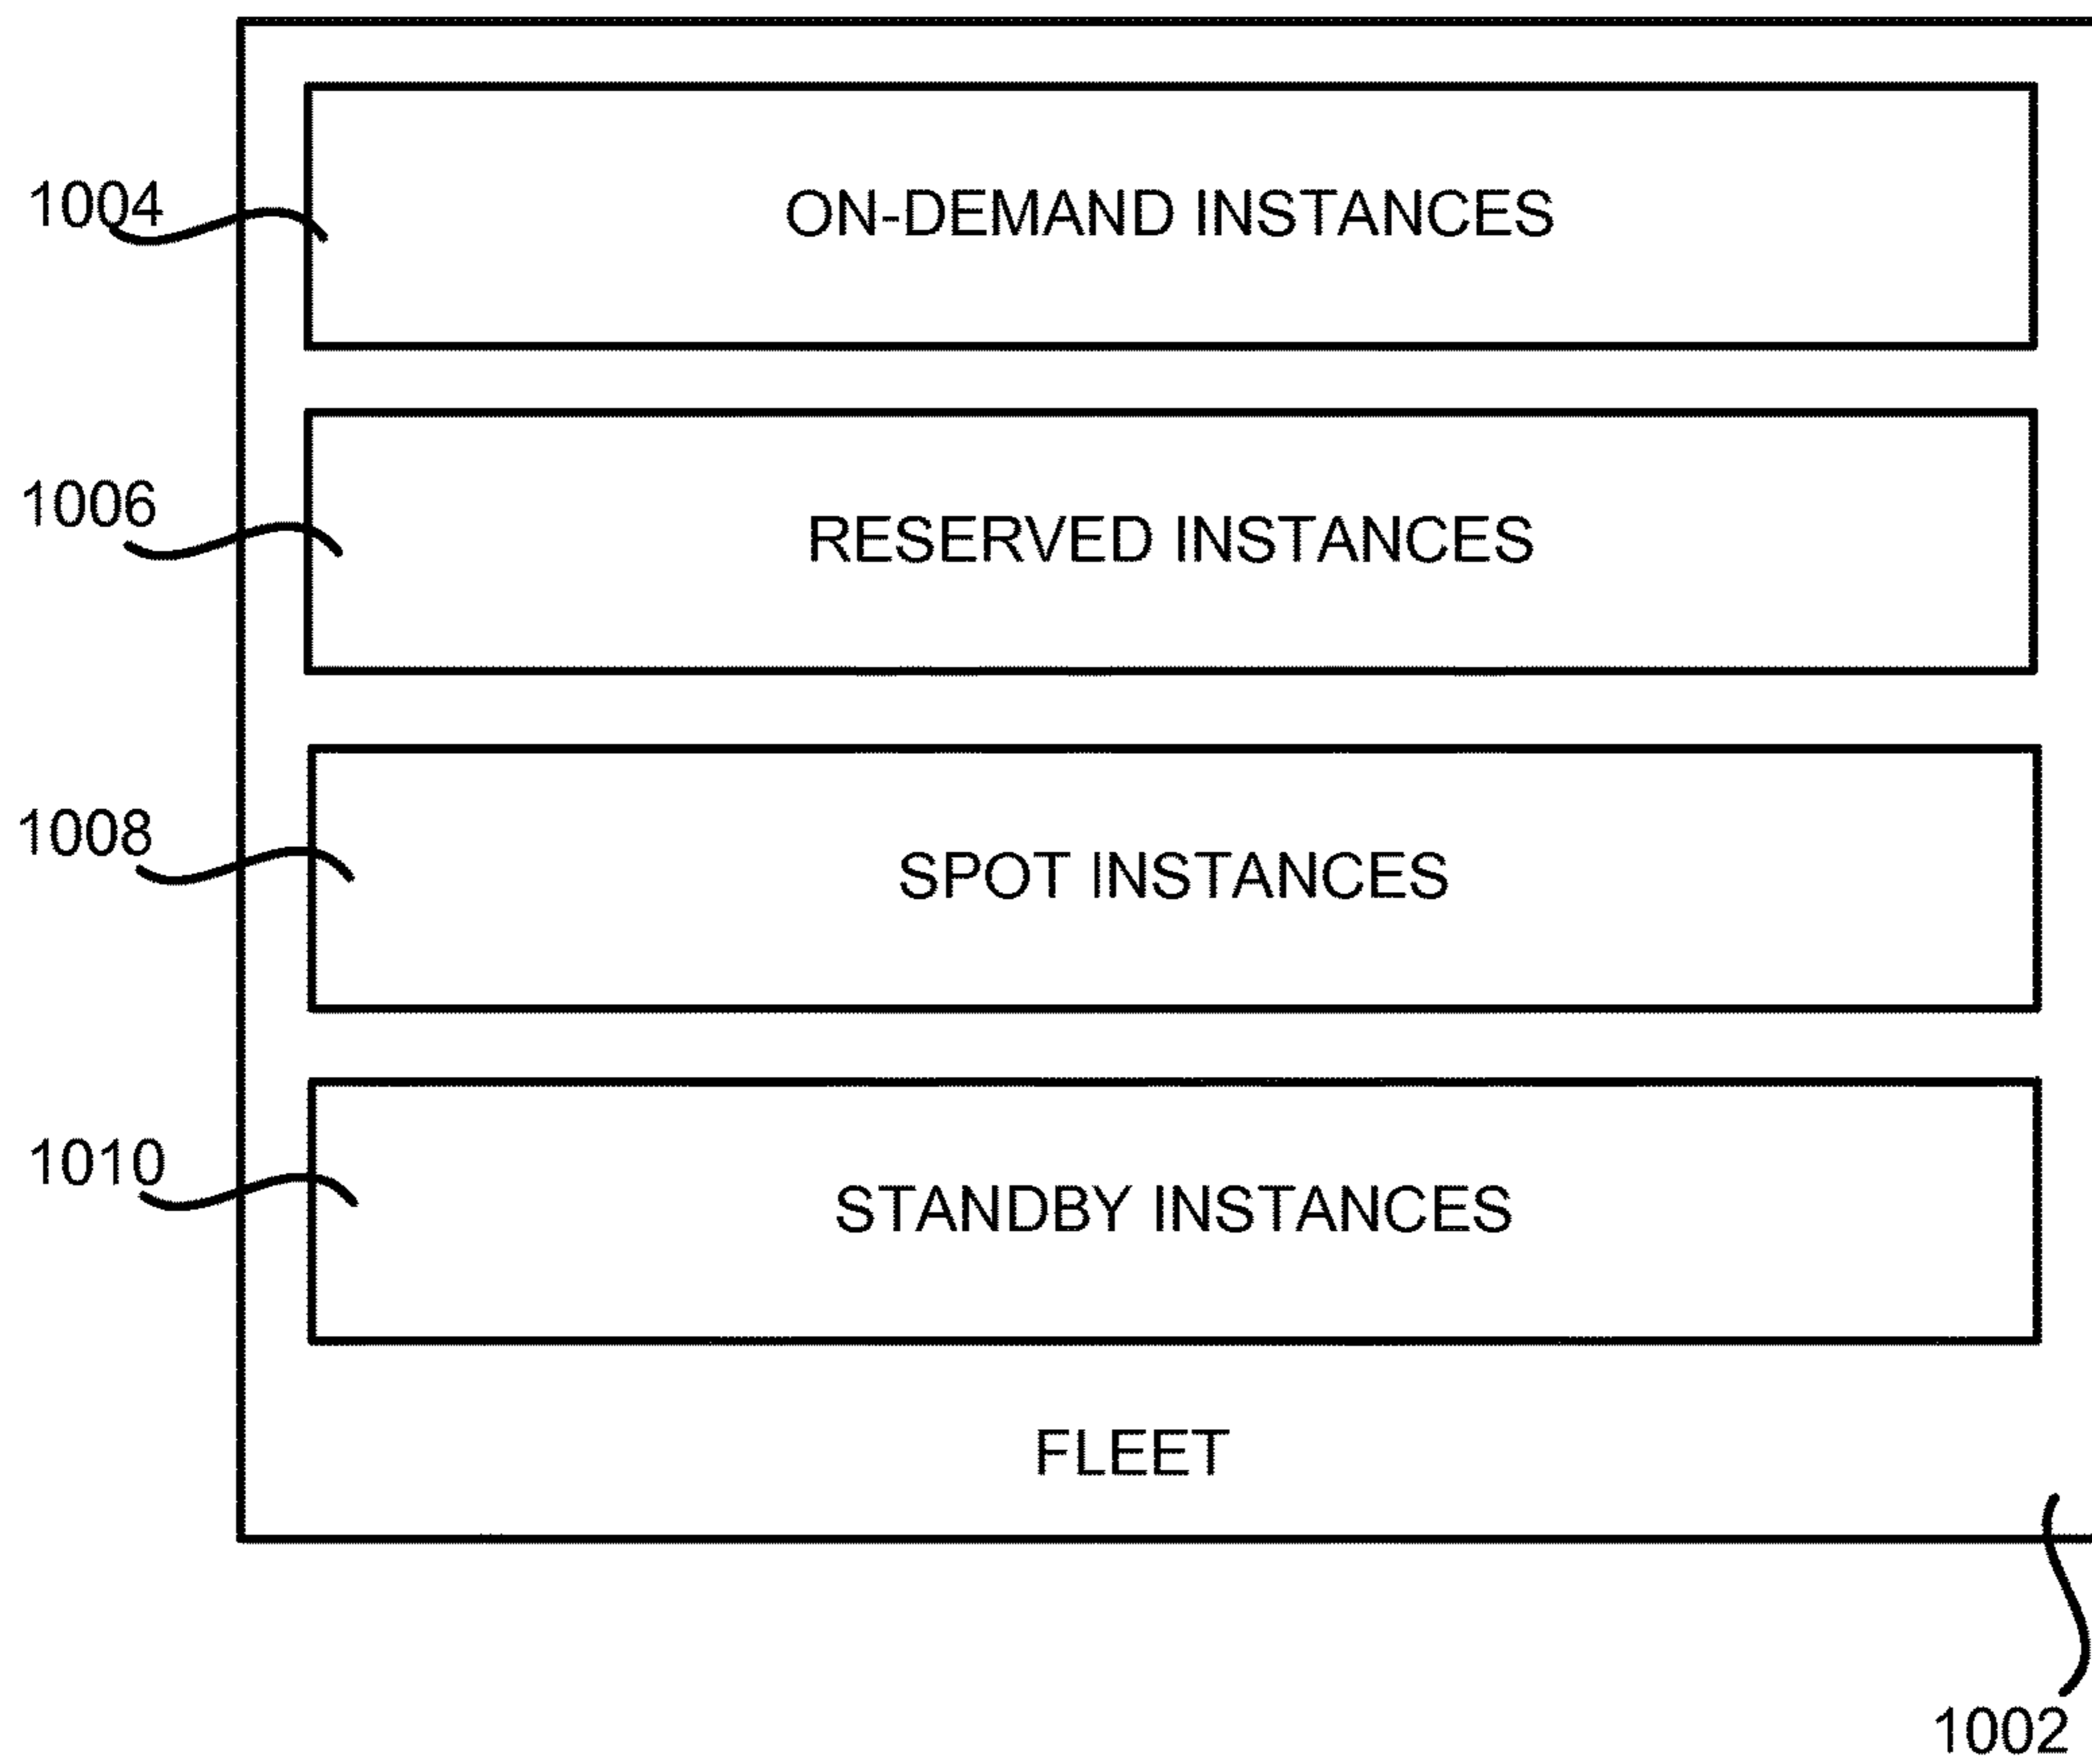 1004
ON-DEMAND INSTANCES
1006
RESERVED INSTANCES
1008
SPOT INSTANCES
1010
STANDBY INSTANCES
FLEET
1002